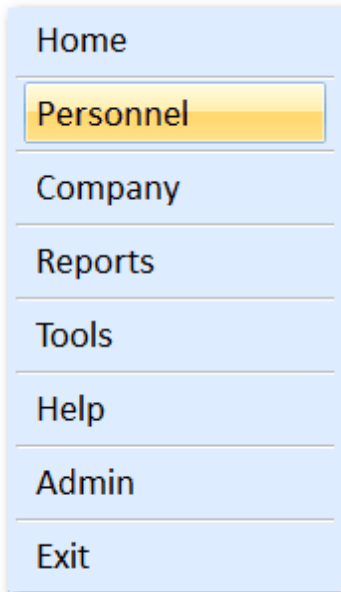 Home
Personnel
Company
Reports
Tools
Help
Admin
Exit